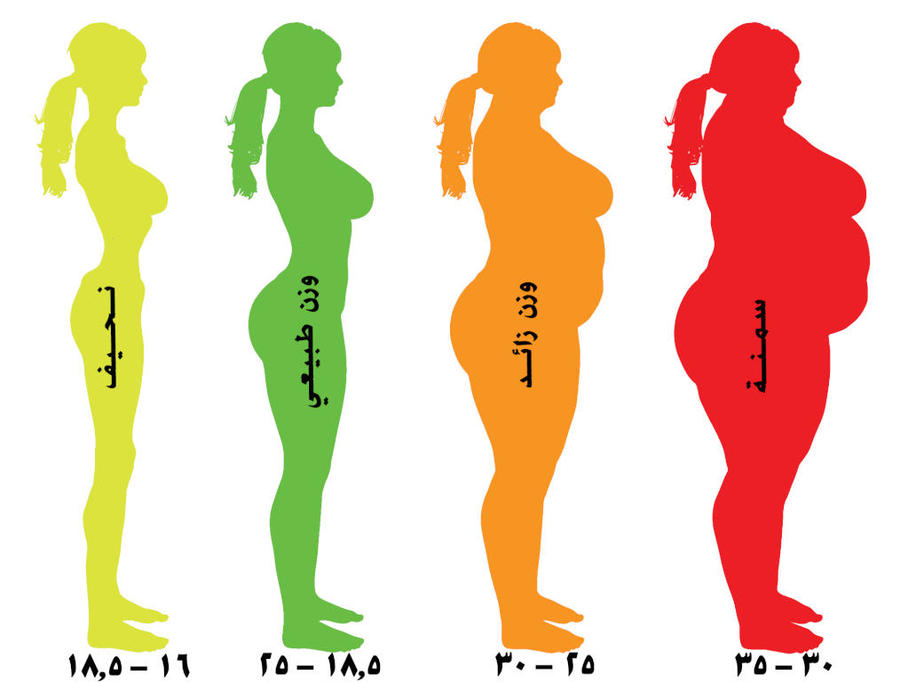 نحيف
وزن طبيعي
وزن زائد
سمنة
١٦ – ١٨,٥
١٨,٥ – ٢٥
٢٥ – ٣٠
٣٠ – ٣٥